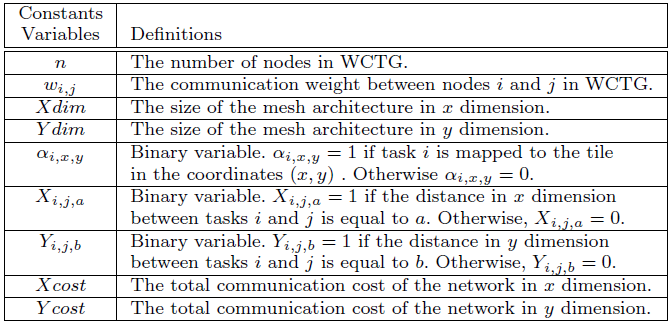 Constants
Variables Definitions
n The number of nodes in WCTG.
w_{i,j} The communication weight between nodes i and j in WCTG.
Xdim The size of the mesh architecture in x dimension.
Ydim The size of the mesh architecture in y dimension.
α_{i,x,y} Binary variable. α_{i,x,y} = 1 if task i is mapped to the tile
in the coordinates (x, y) . Otherwise α_{i,x,y} = 0.
X_{i,j,a} Binary variable. X_{i,j,a} = 1 if the distance in x dimension
between tasks i and j is equal to a. Otherwise, X_{i,j,a} = 0.
Y_{i,j,b} Binary variable. Y_{i,j,b} = 1 if the distance in y dimension
between tasks i and j is equal to b. Otherwise, Y_{i,j,b} = 0.
Xcost The total communication cost of the network in x dimension.
Ycost The total communication cost of the network in y dimension.